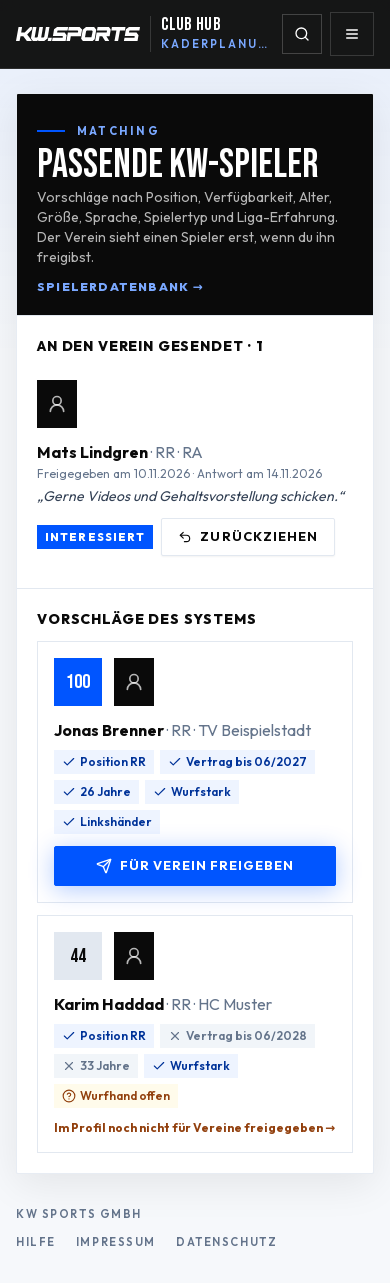 KW.SPORTS
CLUB HUB
KADERPLANU...
MATCHING
PASSENDE KW-SPIELER
Vorschläge nach Position, Verfügbarkeit, Alter,
Größe, Sprache, Spielertyp und Liga-Erfahrung.
Der Verein sieht einen Spieler erst, wenn du ihn
freigibst.
SPIELERDATENBANK →
AN DEN VEREIN GESENDET · 1
Mats Lindgren · RR · RA
Freigegeben am 10.11.2026 · Antwort am 14.11.2026
„Gerne Videos und Gehaltsvorstellung schicken.“
INTERESSIERT
ZURÜCKZIEHEN
VORSCHLÄGE DES SYSTEMS
100
Jonas Brenner · RR · TV Beispielstadt
Position RR
Vertrag bis 06/2027
26 Jahre
Wurfstark
Linkshänder
FÜR VEREIN FREIGEBEN
44
Karim Haddad · RR · HC Muster
Position RR
Vertrag bis 06/2028
33 Jahre
Wurfstark
Wurfhand offen
Im Profil noch nicht für Vereine freigegeben →
KW SPORTS GMBH
HILFE IMPRESSUM DATENSCHUTZ